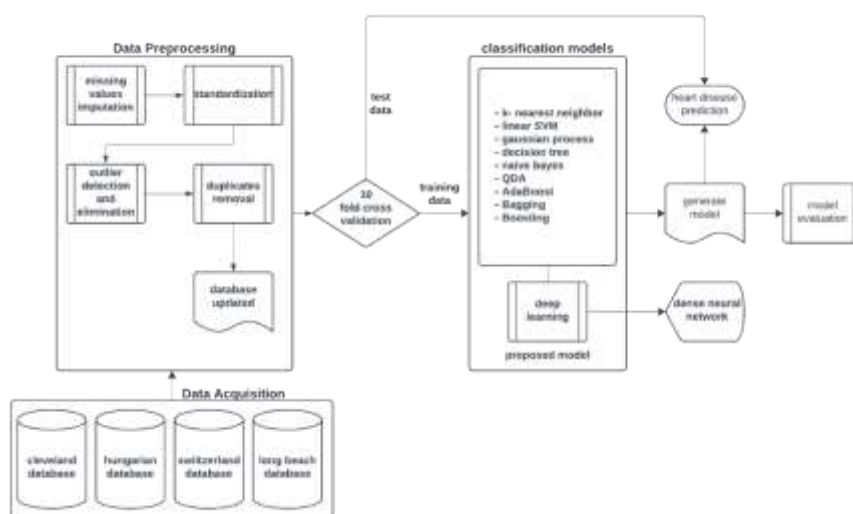 Data Preprocessing
missing
values
imputation
standardization
outlier
detection
and
elimination
duplicates
removal
database
updated
Data Acquisition
cleveland
database
hungarian
database
switzerland
database
long beach
database
10
fold cross
validation
test
data
training
data
classification models
- k- nearest neighbor
- linear SVM
- gaussian process
- decision tree
- naive bayes
- QDA
- AdaBoost
- Bagging
- Boosting
deep
learning
proposed model
heart disease
prediction
generate
model
model
evaluation
dense neural
network